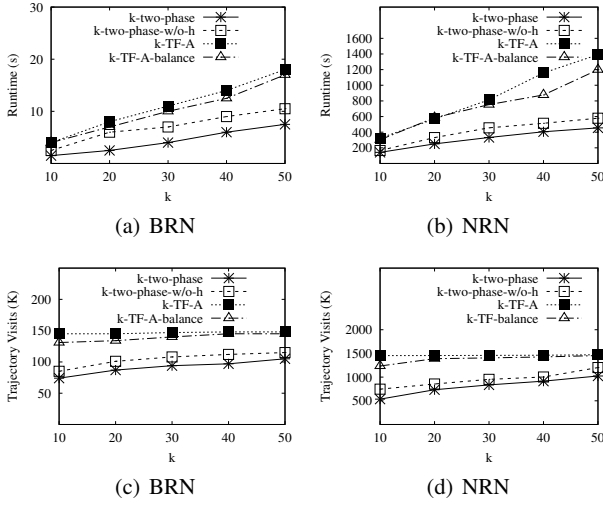 k-two-phase
k-two-phase-w/o-h
k-TF-A
k-TF-A-balance
Runtime (s)
30
20
10
10 20 30 40 50
k
(a) BRN
k-two-phase
k-two-phase-w/o-h
k-TF-A
k-TF-A-balance
Runtime (s)
1600
1400
1200
1000
800
600
400
200
10 20 30 40 50
k
(b) NRN
k-two-phase
k-two-phase-w/o-h
k-TF-A
k-TF-A-balance
Trajectory Visits (K)
200
150
100
50
10 20 30 40 50
k
(c) BRN
k-two-phase
k-two-phase-w/o-h
k-TF-A
k-TF-balance
Trajectory Visits (K)
2000
1500
1000
500
10 20 30 40 50
k
(d) NRN